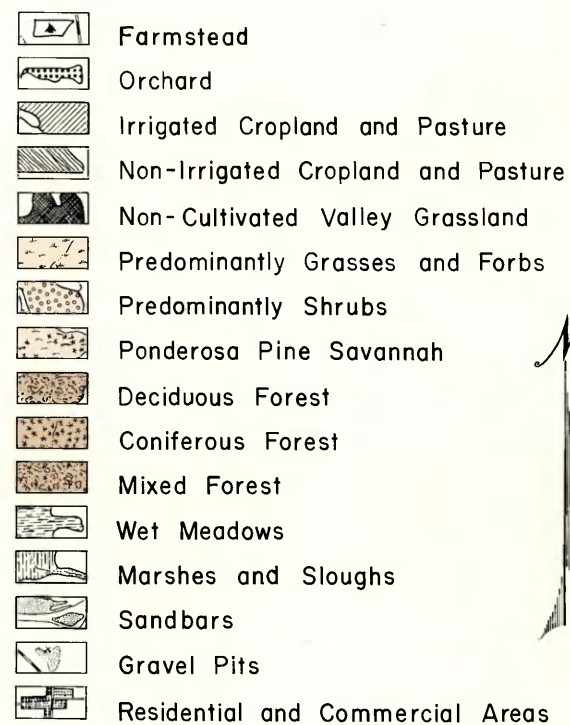 Farmstead
Orchard
Irrigated Cropland and Pasture
Non-Irrigated Cropland and Pasture
Non-Cultivated Valley Grassland
Predominantly Grasses and Forbs
Predominantly Shrubs
Ponderosa Pine Savannah
Deciduous Forest
Coniferous Forest
Mixed Forest
Wet Meadows
Marshes and Sloughs
Sandbars
Gravel Pits
Residential and Commercial Areas